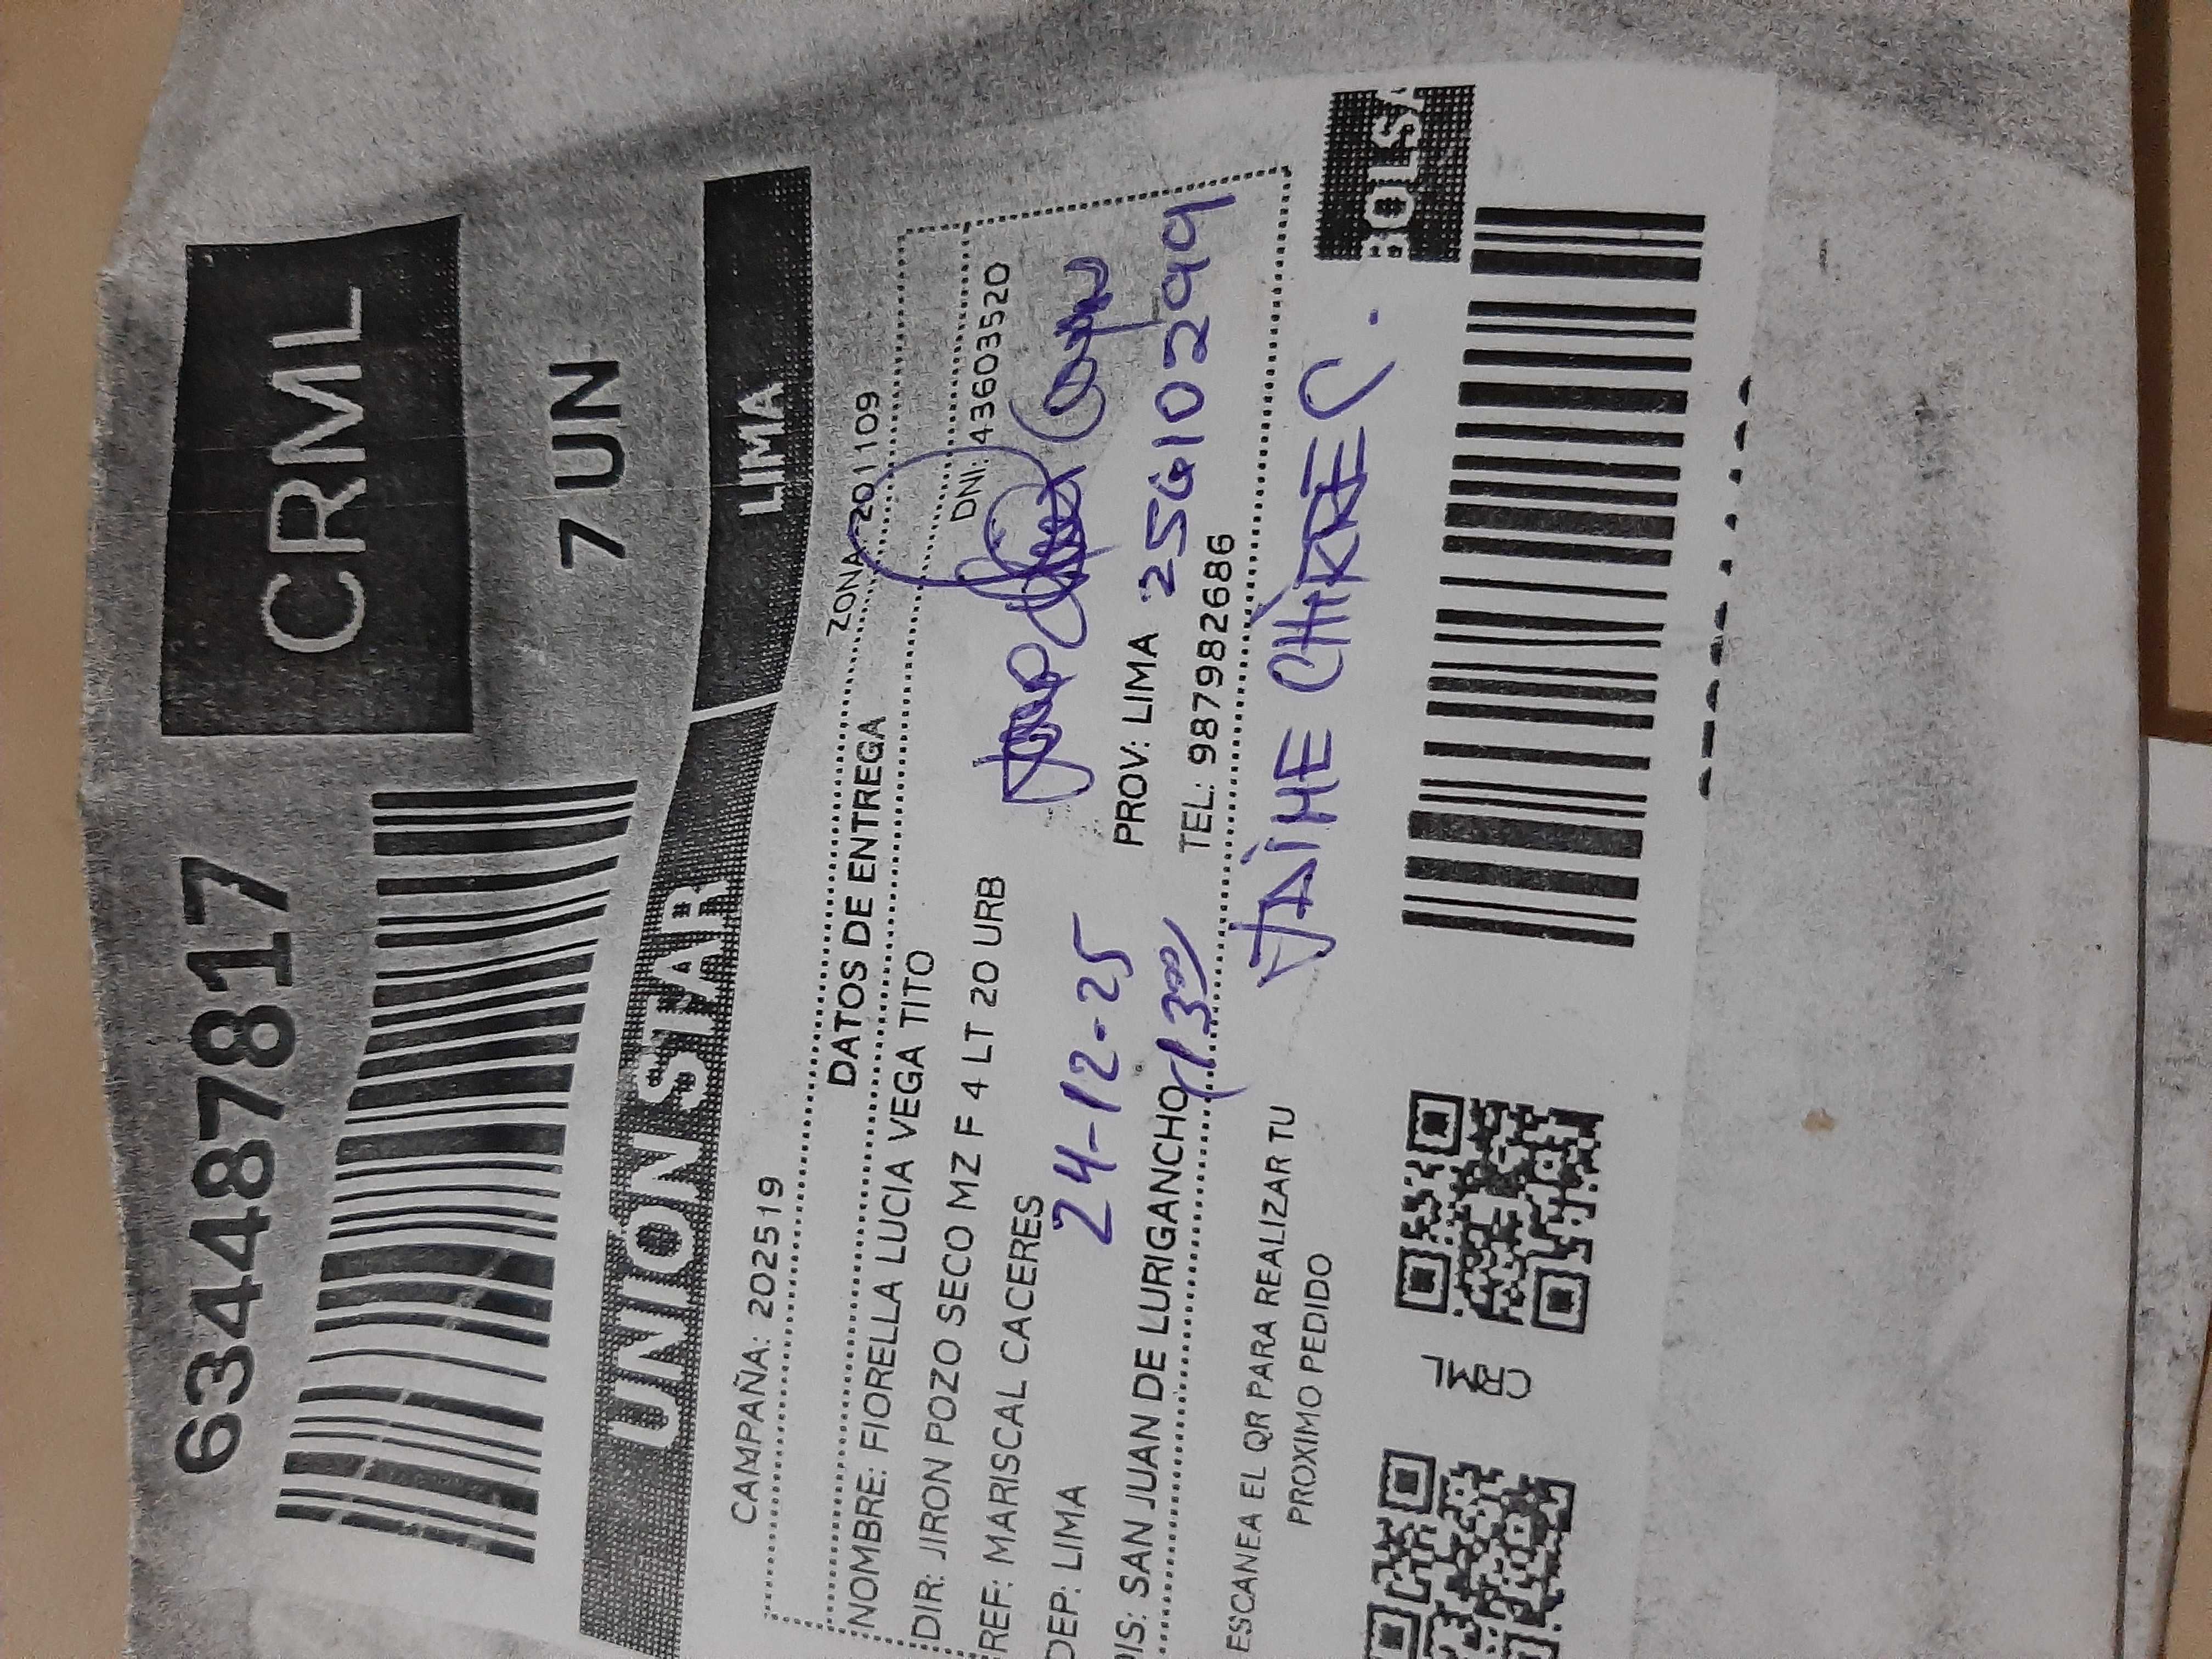 634487817
CRML
7 UN
UNION STAR
LIMA
CAMPAÑA: 202519
ZONA 201109
DATOS DE ENTREGA
NOMBRE: FIORELLA LUCIA VEGA TITO
DNI: 43603520
DIR: JIRON POZO SECO MZ F 4 LT 20 URB
REF: MARISCAL CACERES
DEP: LIMA
24-12-25
PROV: LIMA
25610299
DIS: SAN JUAN DE LURIGANCHO
TEL: 987982686
JAIME CHIRRE C.
ESCANEA EL QR PARA REALIZAR TU
PROXIMO PEDIDO
BOLSA
CRML